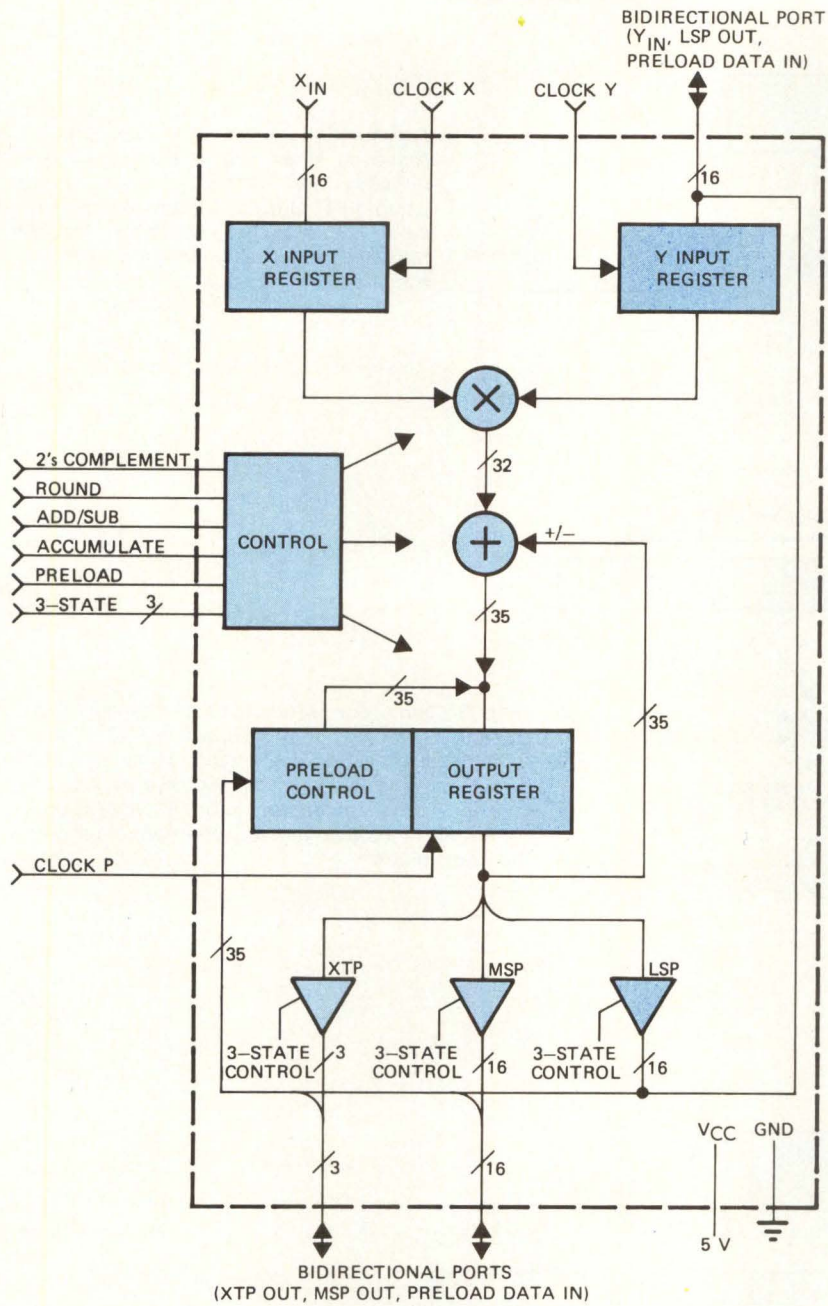 BIDIRECTIONAL PORT
(YIN, LSP OUT,
PRELOAD DATA IN)
XIN
CLOCK X
CLOCK Y
16
16
X INPUT
REGISTER
Y INPUT
REGISTER
×
32
2's COMPLEMENT
ROUND
ADD/SUB
ACCUMULATE
PRELOAD
3–STATE
3
CONTROL
+
+/–
35
35
35
PRELOAD
CONTROL
OUTPUT
REGISTER
CLOCK P
35
XTP
MSP
LSP
3–STATE
CONTROL
3
3–STATE
CONTROL
16
3–STATE
CONTROL
16
3
16
VCC
GND
5 V
BIDIRECTIONAL PORTS
(XTP OUT, MSP OUT, PRELOAD DATA IN)